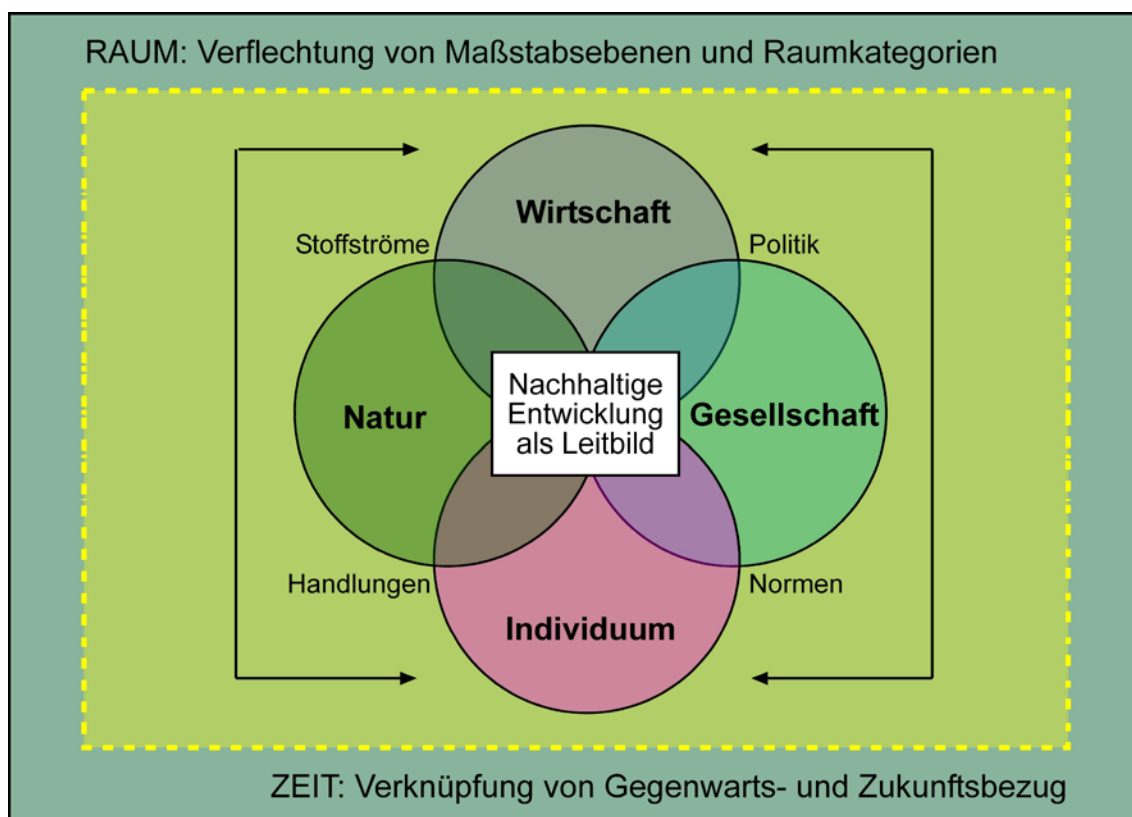 RAUM: Verflechtung von Maßstabsebenen und Raumkategorien
Wirtschaft
Stoffströme
Politik
Nachhaltige
Entwicklung
als Leitbild
Natur
Gesellschaft
Handlungen
Normen
Individuum
ZEIT: Verknüpfung von Gegenwarts- und Zukunftsbezug